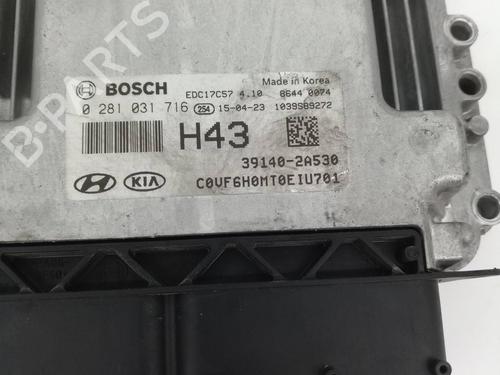 B-PARTS
BOSCH
EDC17C57 4.10
Made in Korea
8644 0074
0 281 031 716
254
15-04-23
1039S89272
H43
39140-2A530
HYUNDAI
KIA
C0VF6H0MT0EIU701